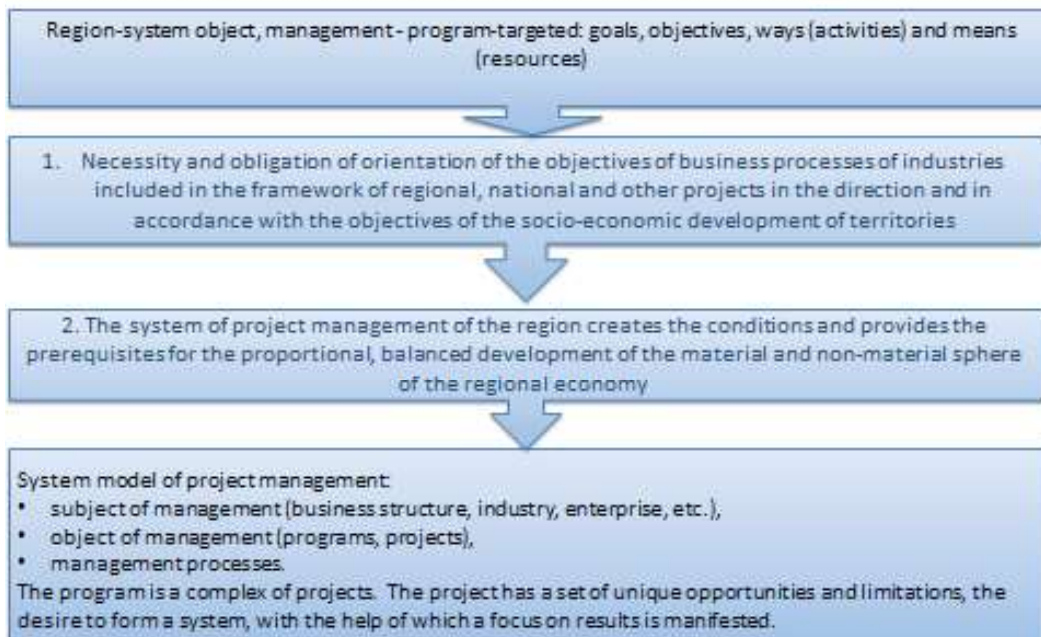 Region-system object, management - program-targeted: goals, objectives, ways (activities) and means
(resources)
1. Necessity and obligation of orientation of the objectives of business processes of industries
included in the framework of regional, national and other projects in the direction and in
accordance with the objectives of the socio-economic development of territories
2. The system of project management of the region creates the conditions and provides the
prerequisites for the proportional, balanced development of the material and non-material sphere
of the regional economy
System model of project management:
• subject of management (business structure, industry, enterprise, etc.),
• object of management (programs, projects),
• management processes.
The program is a complex of projects. The project has a set of unique opportunities and limitations, the
desire to form a system, with the help of which a focus on results is manifested.